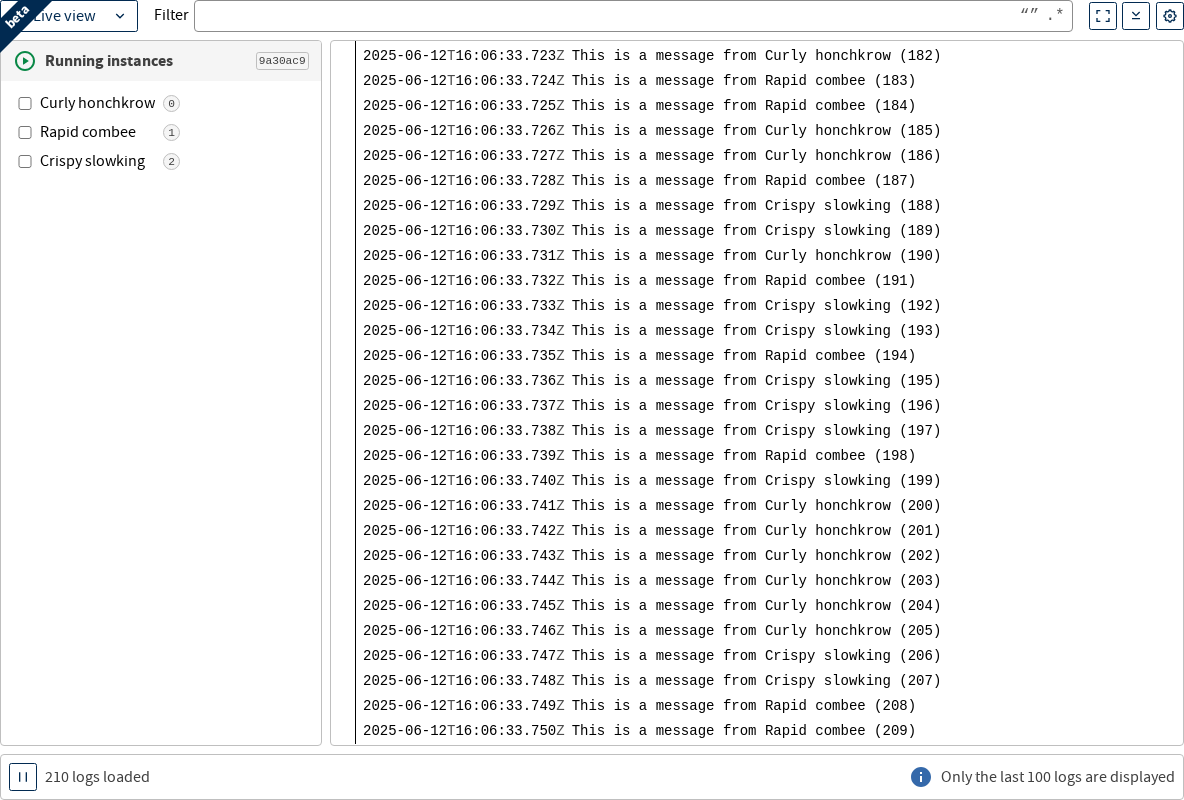 beta
Live view
Filter
“” .*
Running instances
9a30ac9
Curly honchkrow 0
Rapid combee 1
Crispy slowking 2
2025-06-12T16:06:33.723Z This is a message from Curly honchkrow (182)
2025-06-12T16:06:33.724Z This is a message from Rapid combee (183)
2025-06-12T16:06:33.725Z This is a message from Rapid combee (184)
2025-06-12T16:06:33.726Z This is a message from Curly honchkrow (185)
2025-06-12T16:06:33.727Z This is a message from Curly honchkrow (186)
2025-06-12T16:06:33.728Z This is a message from Rapid combee (187)
2025-06-12T16:06:33.729Z This is a message from Crispy slowking (188)
2025-06-12T16:06:33.730Z This is a message from Crispy slowking (189)
2025-06-12T16:06:33.731Z This is a message from Curly honchkrow (190)
2025-06-12T16:06:33.732Z This is a message from Rapid combee (191)
2025-06-12T16:06:33.733Z This is a message from Crispy slowking (192)
2025-06-12T16:06:33.734Z This is a message from Crispy slowking (193)
2025-06-12T16:06:33.735Z This is a message from Rapid combee (194)
2025-06-12T16:06:33.736Z This is a message from Crispy slowking (195)
2025-06-12T16:06:33.737Z This is a message from Crispy slowking (196)
2025-06-12T16:06:33.738Z This is a message from Crispy slowking (197)
2025-06-12T16:06:33.739Z This is a message from Rapid combee (198)
2025-06-12T16:06:33.740Z This is a message from Crispy slowking (199)
2025-06-12T16:06:33.741Z This is a message from Curly honchkrow (200)
2025-06-12T16:06:33.742Z This is a message from Curly honchkrow (201)
2025-06-12T16:06:33.743Z This is a message from Curly honchkrow (202)
2025-06-12T16:06:33.744Z This is a message from Curly honchkrow (203)
2025-06-12T16:06:33.745Z This is a message from Curly honchkrow (204)
2025-06-12T16:06:33.746Z This is a message from Curly honchkrow (205)
2025-06-12T16:06:33.747Z This is a message from Crispy slowking (206)
2025-06-12T16:06:33.748Z This is a message from Crispy slowking (207)
2025-06-12T16:06:33.749Z This is a message from Rapid combee (208)
2025-06-12T16:06:33.750Z This is a message from Rapid combee (209)
210 logs loaded
Only the last 100 logs are displayed